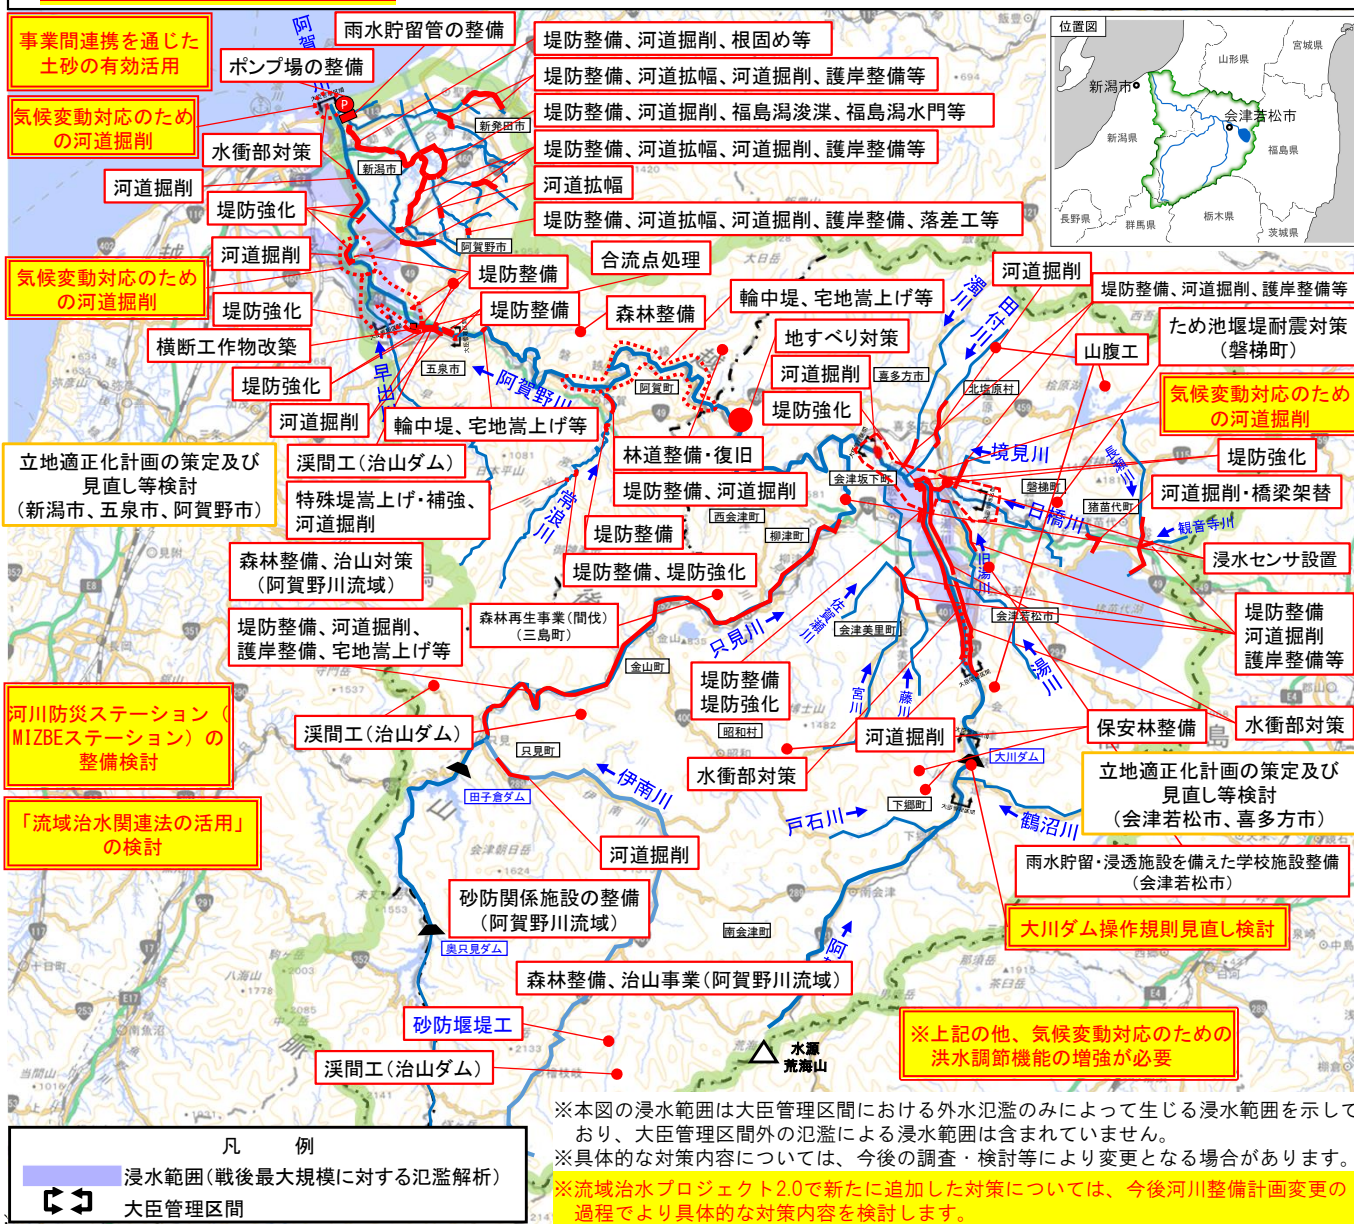 事業間連携を通じた
土砂の有効活用
気候変動対応のため
の河道掘削
阿賀
川
雨水貯留管の整備
ポンプ場の整備
P
堤防整備、河道掘削、根固め等
堤防整備、河道拡幅、河道掘削、護岸整備等
堤防整備、河道掘削、福島潟浚渫、福島潟水門等
堤防整備、河道拡幅、河道掘削、護岸整備等
河道拡幅
堤防整備、河道拡幅、河道掘削、護岸整備、落差工等
水衝部対策
河道掘削
堤防強化
河道掘削
気候変動対応のため
の河道掘削
堤防強化
横断工作物改築
堤防強化
河道掘削
新発田市
新潟市
阿賀野市
五泉市
阿賀町
堤防整備
堤防整備
合流点処理
森林整備
輪中堤、宅地嵩上げ等
地すべり対策
河道掘削
堤防強化
位置図
新潟市
会津若松市
山形県
宮城県
新潟県
福島県
長野県
群馬県
栃木県
茨城県
河道掘削
堤防整備、河道掘削、護岸整備等
ため池堰堤耐震対策
(磐梯町)
山腹工
気候変動対応のため
の河道掘削
堤防強化
河道掘削・橋梁架替
浸水センサ設置
堤防整備
河道掘削
護岸整備等
水衝部対策
保安林整備
濁川
田付川
喜多方市
北塩原村
境見川
磐梯町
長瀬川
猪苗代町
日橋川
観音寺川
旧湯川
会津若松市
湯川
会津坂下町
西会津町
柳津町
会津美里町
佐賀瀬川
宮川
藤川
只見川
金山町
昭和村
只見町
下郷町
南会津町
早出
阿賀野川
常浪川
輪中堤、宅地嵩上げ等
林道整備・復旧
堤防整備、河道掘削
堤防整備
堤防整備、堤防強化
立地適正化計画の策定及び
見直し等検討
(新潟市、五泉市、阿賀野市)
渓間工(治山ダム)
特殊堤嵩上げ・補強、
河道掘削
森林整備、治山対策
(阿賀野川流域)
森林再生事業(間伐)
(三島町)
堤防整備、河道掘削、
護岸整備、宅地嵩上げ等
河川防災ステーション(
MIZBEステーション) の
整備検討
渓間工(治山ダム)
「流域治水関連法の活用」
の検討
堤防整備
堤防強化
水衝部対策
河道掘削
大川ダム
田子倉ダム
奥只見ダム
伊南川
戸石川
鶴沼川
阿
河道掘削
砂防関係施設の整備
(阿賀野川流域)
森林整備、治山事業(阿賀野川流域)
砂防堰堤工
渓間工(治山ダム)
立地適正化計画の策定及び
見直し等検討
(会津若松市、喜多方市)
雨水貯留・浸透施設を備えた学校施設整備
(会津若松市)
大川ダム操作規則見直し検討
※上記の他、気候変動対応のための
洪水調節機能の増強が必要
水源
荒海山
凡 例
浸水範囲(戦後最大規模に対する氾濫解析)
大臣管理区間
※本図の浸水範囲は大臣管理区間における外水氾濫のみによって生じる浸水範囲を示して
おり、大臣管理区間外の氾濫による浸水範囲は含まれていません。
※具体的な対策内容については、今後の調査・検討等により変更となる場合があります。
※流域治水プロジェクト2.0で新たに追加した対策については、今後河川整備計画変更の
過程でより具体的な対策内容を検討します。